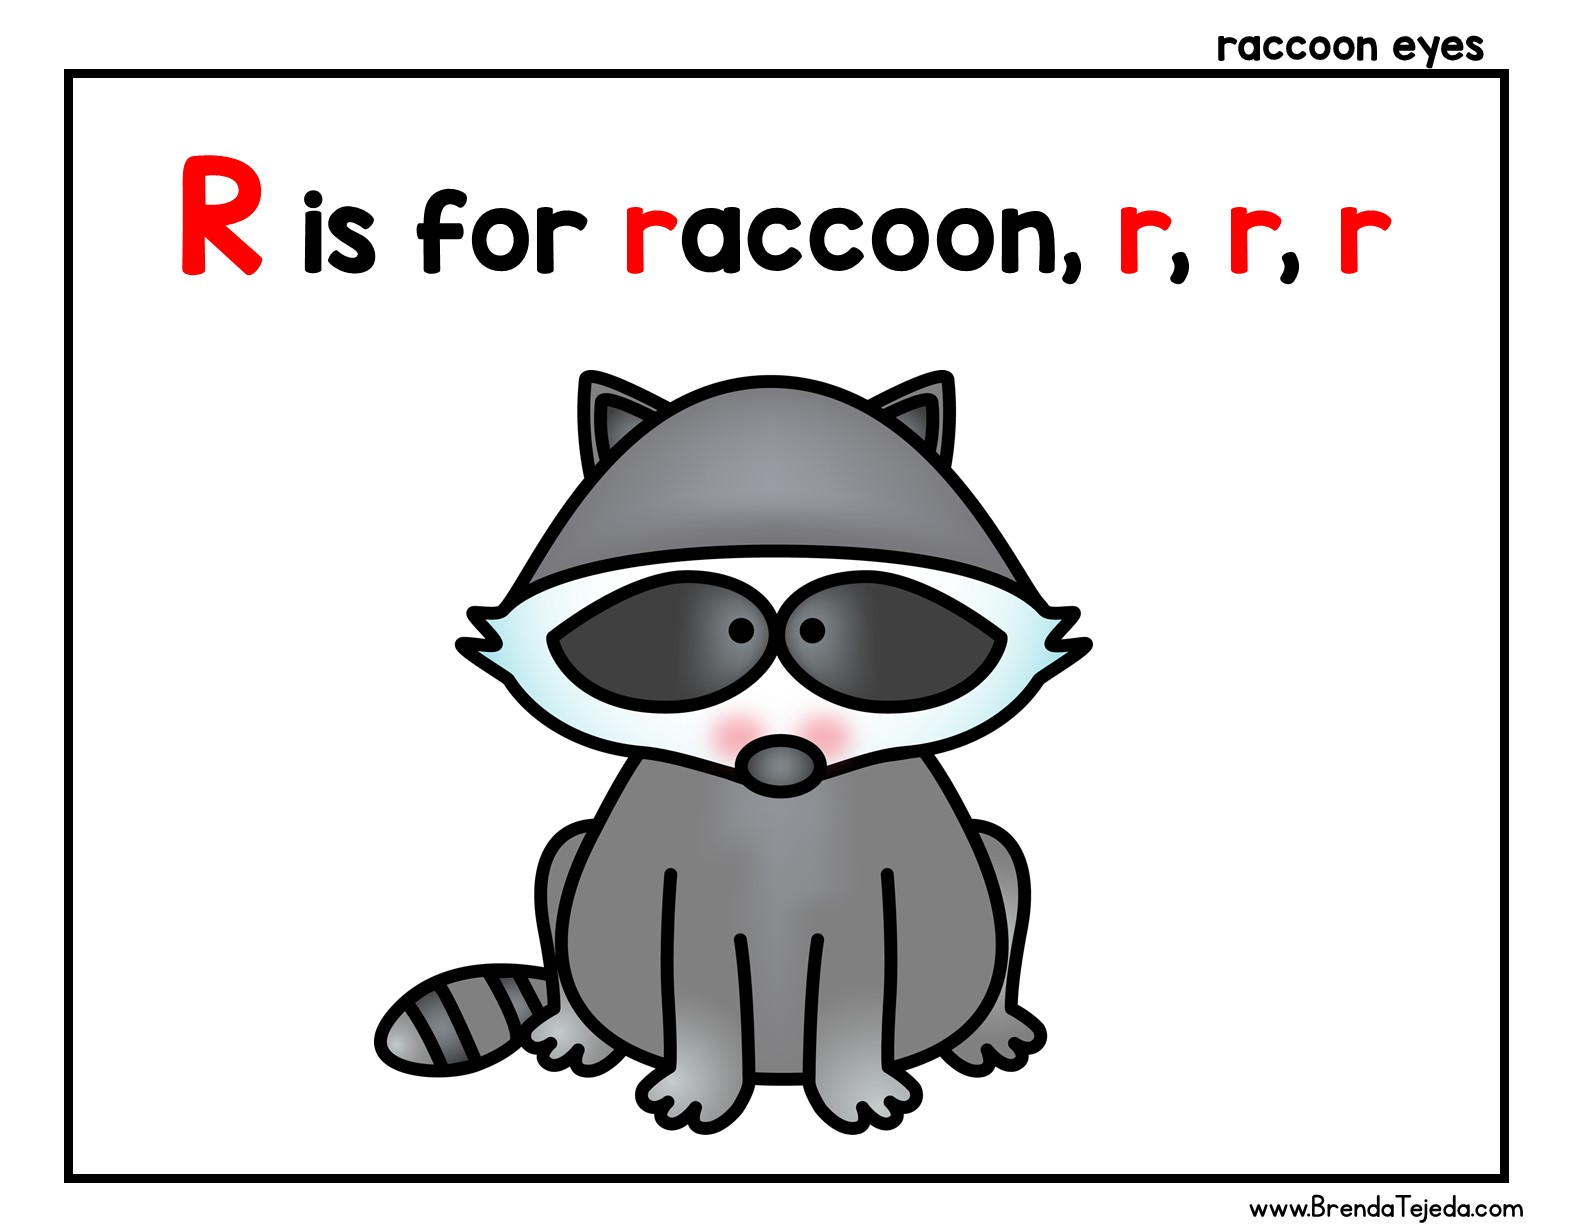 raccoon eyes
R is for raccoon, r, r, r
www.BrendaTejeda.com